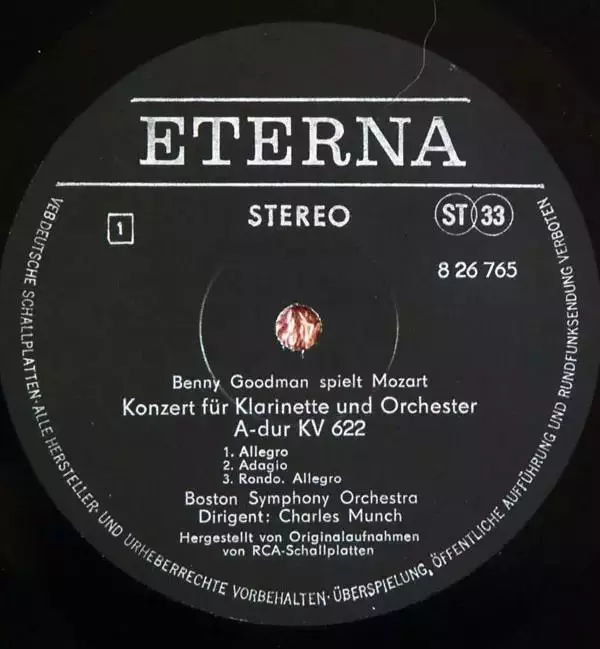 ETERNA
STEREO
1
ST 33
8 26 765
Benny Goodman spielt Mozart
Konzert für Klarinette und Orchester
A-dur KV 622
1. Allegro
2. Adagio
3. Rondo. Allegro
Boston Symphony Orchestra
Dirigent: Charles Munch
Hergestellt von Originalaufnahmen
von RCA-Schallplatten
VEB DEUTSCHE SCHALLPLATTEN · ALLE HERSTELLER- UND URHEBERRECHTE VORBEHALTEN · ÜBERSPIELUNG, ÖFFENTLICHE AUFFÜHRUNG UND RUNDFUNKSENDUNG VERBOTEN